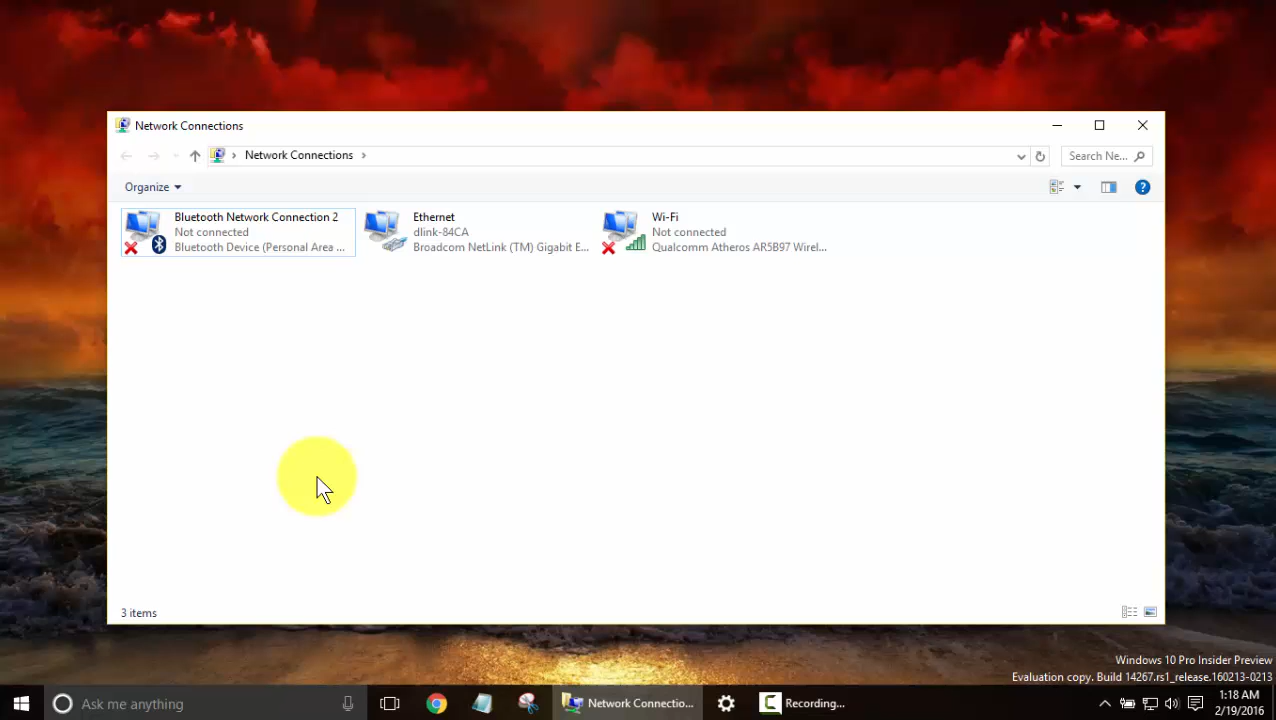 Network Connections
Network Connections
Search Ne...
Organize
Bluetooth Network Connection 2
Not connected
Bluetooth Device (Personal Area ...
Ethernet
dlink-84CA
Broadcom NetLink (TM) Gigabit E...
Wi-Fi
Not connected
Qualcomm Atheros AR5B97 Wirel...
3 items
Windows 10 Pro Insider Preview
Evaluation copy. Build 14267.rs1_release.160213-0213
Ask me anything
Network Connectio...
Recording...
1:18 AM
2/19/2016